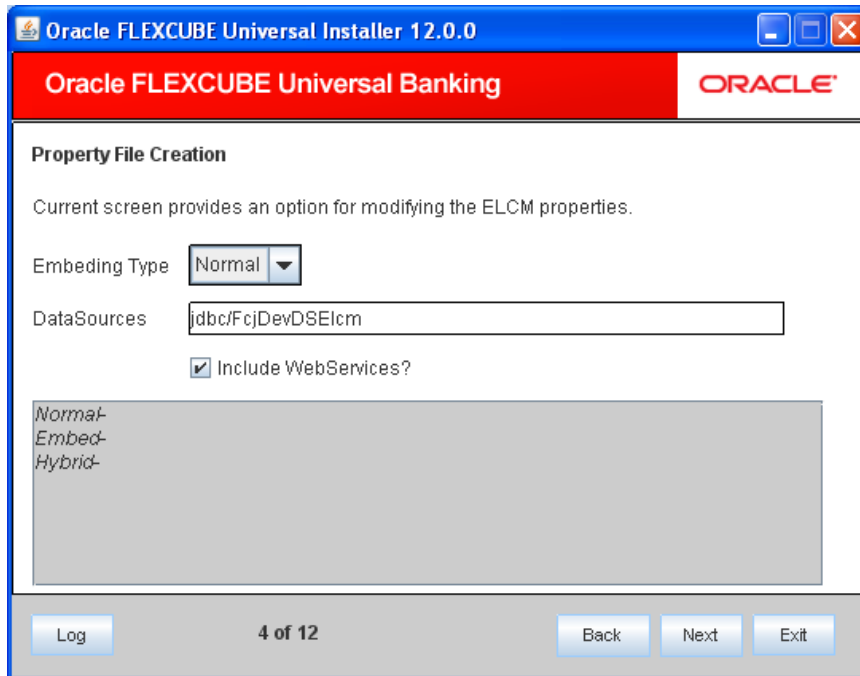 Oracle FLEXCUBE Universal Installer 12.0.0
Oracle FLEXCUBE Universal Banking
ORACLE
Property File Creation
Current screen provides an option for modifying the ELCM properties.
Embeding Type Normal
DataSources jdbc/FcjDevDSElcm
Include WebServices?
Normal-
Embed-
Hybrid-
Log 4 of 12 Back Next Exit